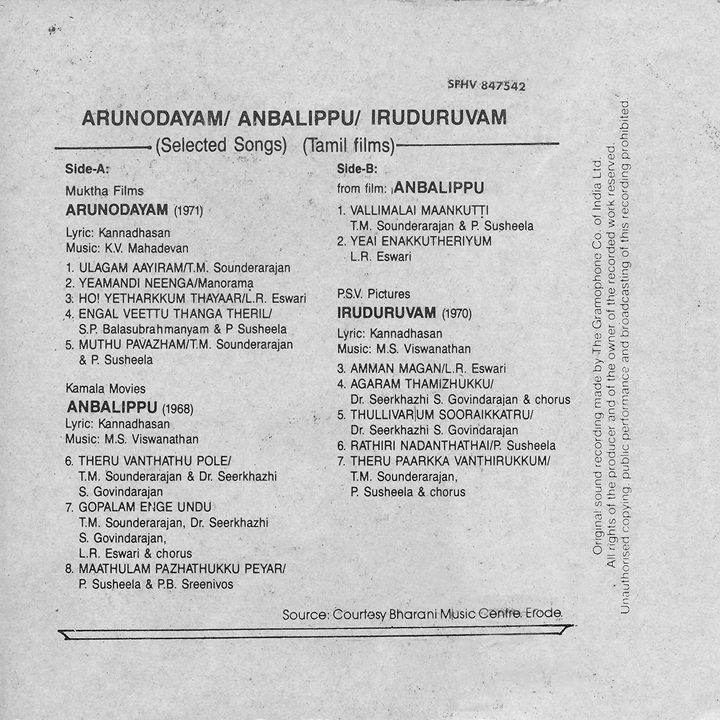 SFHV 847542
ARUNODAYAM/ ANBALIPPU/ IRUDURUVAM
(Selected Songs) (Tamil films)
Side-A:
Muktha Films
ARUNODAYAM (1971)
Lyric: Kannadhasan
Music: K.V. Mahadevan
1. ULAGAM AAYIRAM/T.M. Sounderarajan
2. YEAMANDI NEENGA/Manorama
3. HO! YETHARKKUM THAYAAR/L.R. Eswari
4. ENGAL VEETTU THANGA THERIL/
S.P. Balasubrahmanyam & P Susheela
5. MUTHU PAVAZHAM/T.M. Sounderarajan
& P. Susheela
Kamala Movies
ANBALIPPU (1968)
Lyric: Kannadhasan
Music: M.S. Viswanathan
6. THERU VANTHATHU POLE/
T.M. Sounderarajan & Dr. Seerkhazhi
S. Govindarajan
7. GOPALAM ENGE UNDU
T.M. Sounderarajan, Dr. Seerkhazhi
S. Govindarajan,
L.R. Eswari & chorus
8. MAATHULAM PAZHATHUKKU PEYAR/
P. Susheela & P.B. Sreenivos
Side-B:
from film: ANBALIPPU
1. VALLIMALAI MAANKUTTI
T.M. Sounderarajan & P. Susheela
2. YEAI ENAKKUTHERIYUM
L.R. Eswari
P.S.V. Pictures
IRUDURUVAM (1970)
Lyric: Kannadhasan
Music: M.S. Viswanathan
3. AMMAN MAGAN/L.R. Eswari
4. AGARAM THAMIZHUKKU/
Dr. Seerkhazhi S. Govindarajan & chorus
5. THULLIVARUM SOORAIKKATRU/
Dr. Seerkhazhi S. Govindarajan
6. RATHIRI NADANTHATHAI/P. Susheela
7. THERU PAARKKA VANTHIRUKKUM/
T.M. Sounderarajan,
P. Susheela & chorus
Source: Courtesy Bharani Music Centre. Erode.
Original sound recording made by The Gramophone Co. of India Ltd.
All rights of the producer and of the owner of the recorded work reserved.
Unauthorised copying, public performance and broadcasting of this recording prohibited.